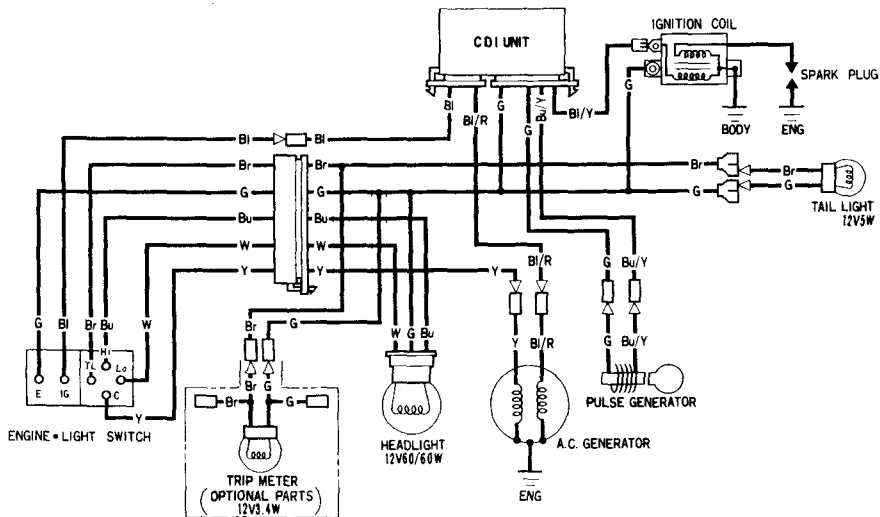 IGNITION COIL
CDI UNIT
SPARK PLUG
Bl
Bl/R
G
G
Bu/Y
Bl/Y
G
BODY
ENG
Bl
Bl
Br
Br
Br
Br
G
G
G
G
TAIL LIGHT
12V5W
Bu
Bu
W
W
Y
Y
Y
Bl/R
G
Bu/Y
G
Bl
Br
Bu
W
Br
G
W
G
Bu
Y
Bl/R
G
Bu/Y
Hi
TL
Lo
E
IG
C
Y
Br
G
Br
G
PULSE GENERATOR
ENGINE • LIGHT SWITCH
HEADLIGHT
12V60/60W
A.C. GENERATOR
TRIP METER
(OPTIONAL PARTS)
12V3.4W
ENG